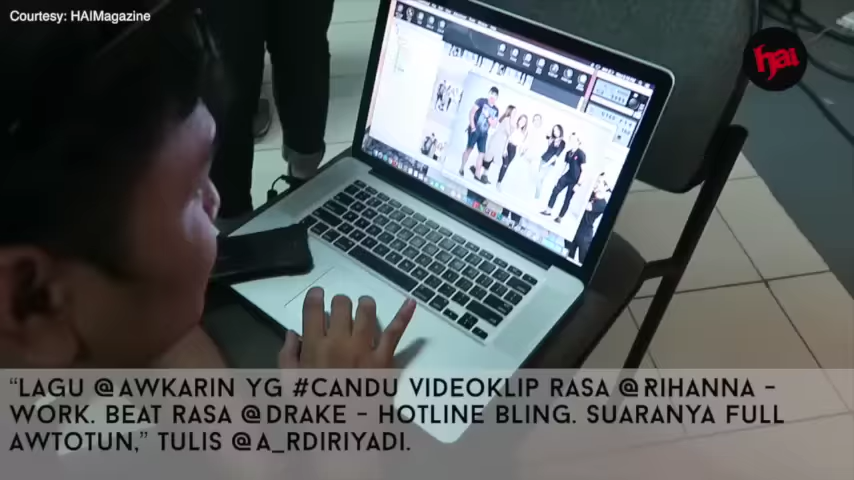 Courtesy: HAIMagazine
hai
"LAGU @AWKARIN YG #CANDU VIDEOKLIP RASA @RIHANNA -
WORK. BEAT RASA @DRAKE - HOTLINE BLING. SUARANYA FULL
AWTOTUN," TULIS @A_RDIRIYADI.